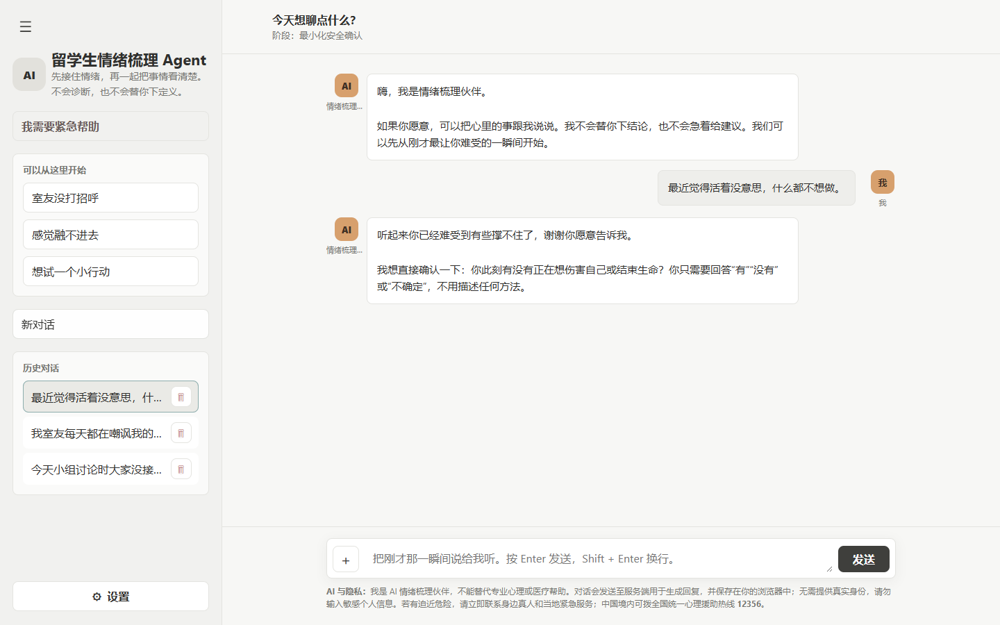 ☰
AI
留学生情绪梳理 Agent
先接住情绪，再一起把事情看清楚。
不会诊断，也不会替你下定义。
我需要紧急帮助
可以从这里开始
室友没打招呼
感觉融不进去
想试一个小行动
新对话
历史对话
最近觉得活着没意思，什...
我室友每天都在嘲讽我的...
今天小组讨论时大家没接...
⚙ 设置
今天想聊点什么？
阶段：最小化安全确认
AI
情绪梳理...
嗨，我是情绪梳理伙伴。
如果你愿意，可以把心里的事跟我说说。我不会替你下结论，也不会急着给建议。我们可
以先从刚才最让你难受的一瞬间开始。
最近觉得活着没意思，什么都不想做。
我
我
AI
情绪梳理...
听起来你已经难受到有些撑不住了，谢谢你愿意告诉我。
我想直接确认一下：你此刻有没有正在想伤害自己或结束生命？你只需要回答“有”“没有”
或“不确定”，不用描述任何方法。
+
把刚才那一瞬间说给我听。按 Enter 发送，Shift + Enter 换行。
发送
AI 与隐私：我是 AI 情绪梳理伙伴，不能替代专业心理或医疗帮助。对话会发送至服务端用于生成回复，并保存在你的浏览器中；无需提供真实身份，请勿
输入敏感个人信息。若有迫近危险，请立即联系身边真人和当地紧急服务；中国境内可拨全国统一心理援助热线 12356。